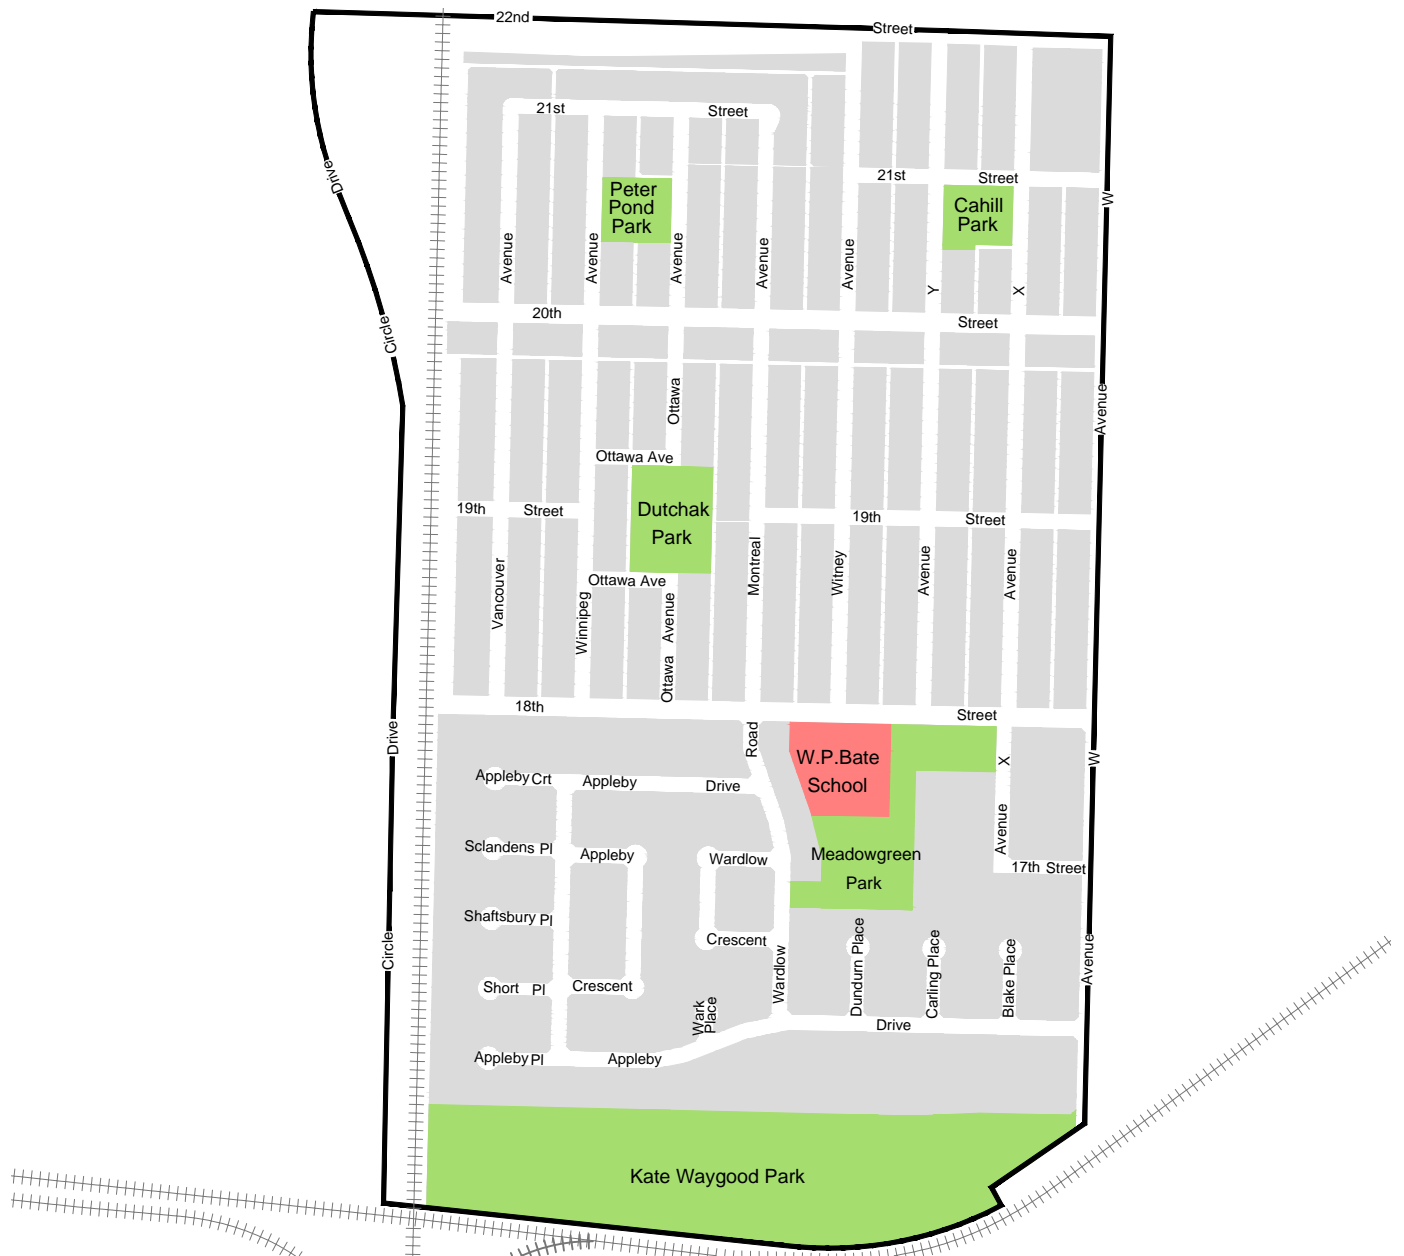 22nd
Street
21st
Street
Drive
21st
Street
Peter
Pond
Park
Cahill
Park
W
Avenue
Avenue
Avenue
Avenue
Avenue
Y
X
20th
Street
Circle
Ottawa
Avenue
Ottawa Ave
19th
Street
Dutchak
Park
19th
Street
Ottawa Ave
Vancouver
Winnipeg
Ottawa Avenue
Montreal
Witney
Avenue
Avenue
18th
Street
Drive
Road
W.P.Bate
School
X
W
Appleby Crt
Appleby
Drive
Avenue
Sclandens Pl
Appleby
Wardlow
Meadowgreen
Park
17th Street
Shaftsbury Pl
Crescent
Circle
Wardlow
Dundurn Place
Carling Place
Blake Place
Avenue
Short Pl
Crescent
Wark
Place
Drive
Appleby Pl
Appleby
Kate Waygood Park